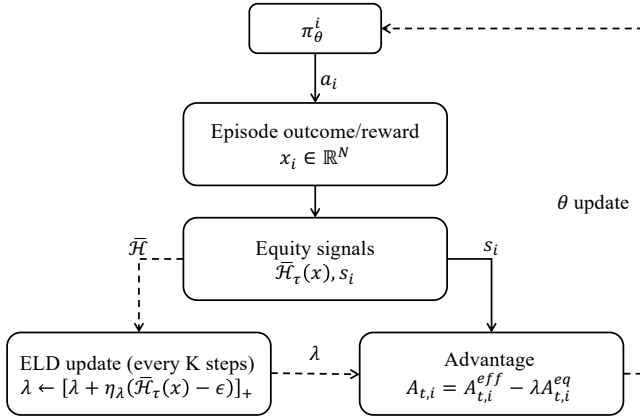 π_θ^i
a_i
Episode outcome/reward
x_i ∈ ℝ^N
θ update
Equity signals
ℋ̄_τ(x), s_i
ℋ̄
s_i
ELD update (every K steps)
λ ← [λ + η_λ(ℋ̄_τ(x) − ϵ)]_+
λ
Advantage
A_{t,i} = A_{t,i}^{eff} − λA_{t,i}^{eq}